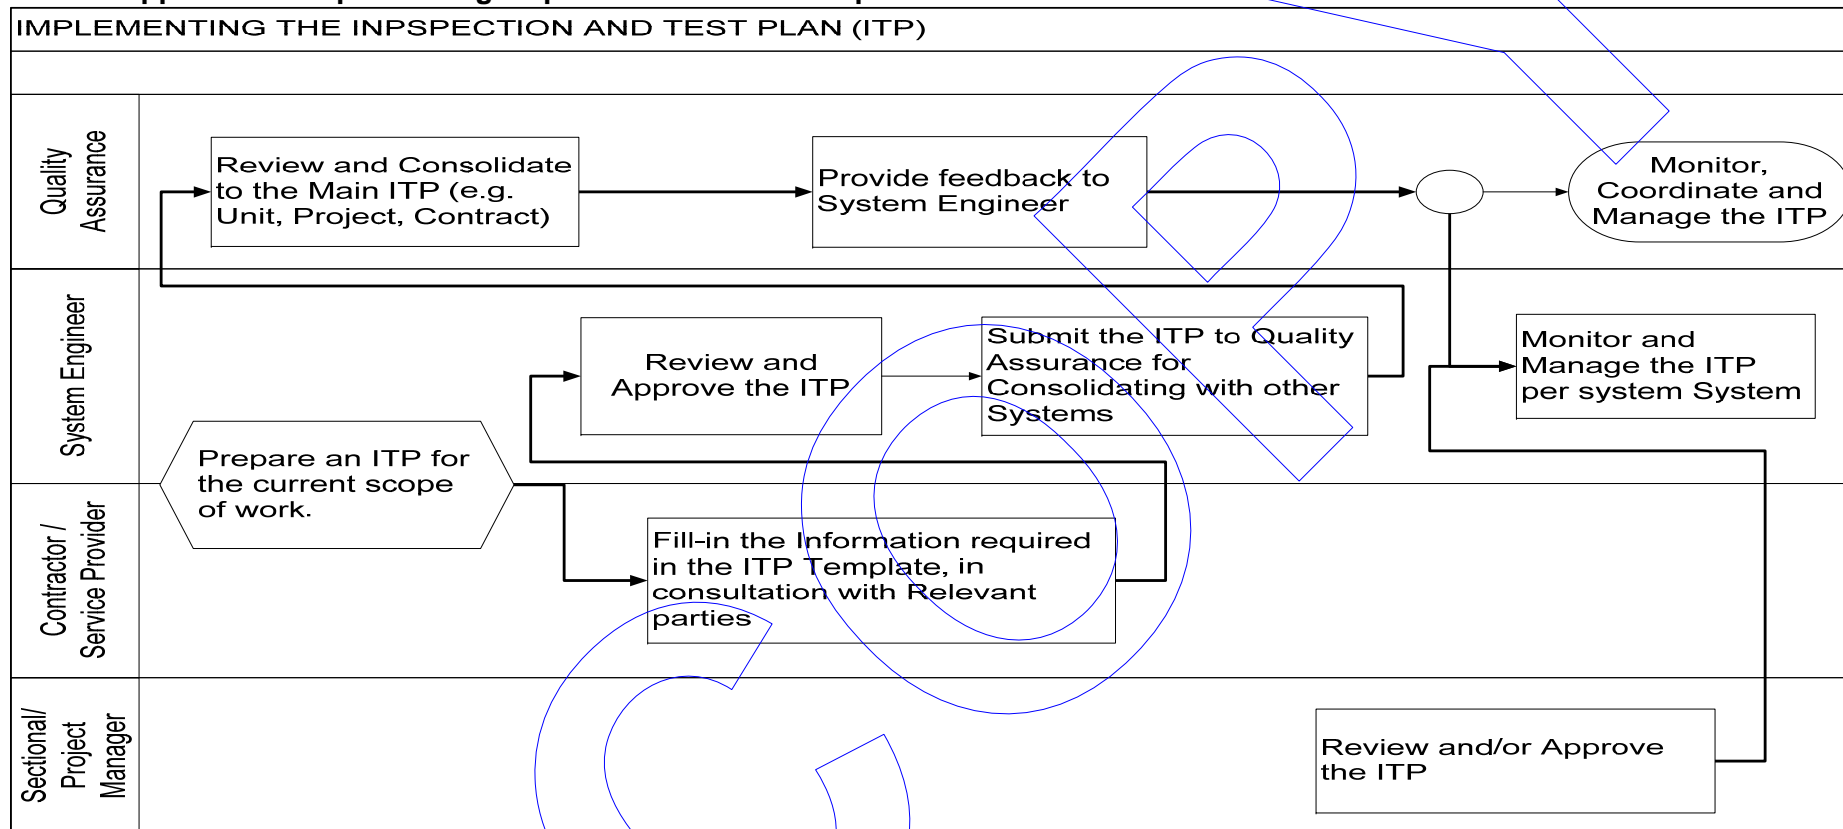 IMPLEMENTING THE INPSPECTION AND TEST PLAN (ITP)
Quality
Assurance
Review and Consolidate
to the Main ITP (e.g.
Unit, Project, Contract)
Provide feedback to
System Engineer
Monitor,
Coordinate and
Manage the ITP
System Engineer
Review and
Approve the ITP
Submit the ITP to Quality
Assurance for
Consolidating with other
Systems
Monitor and
Manage the ITP
per system System
Prepare an ITP for
the current scope
of work.
Contractor /
Service Provider
Fill-in the Information required
in the ITP Template, in
consultation with Relevant
parties
Sectional/
Project
Manager
Review and/or Approve
the ITP